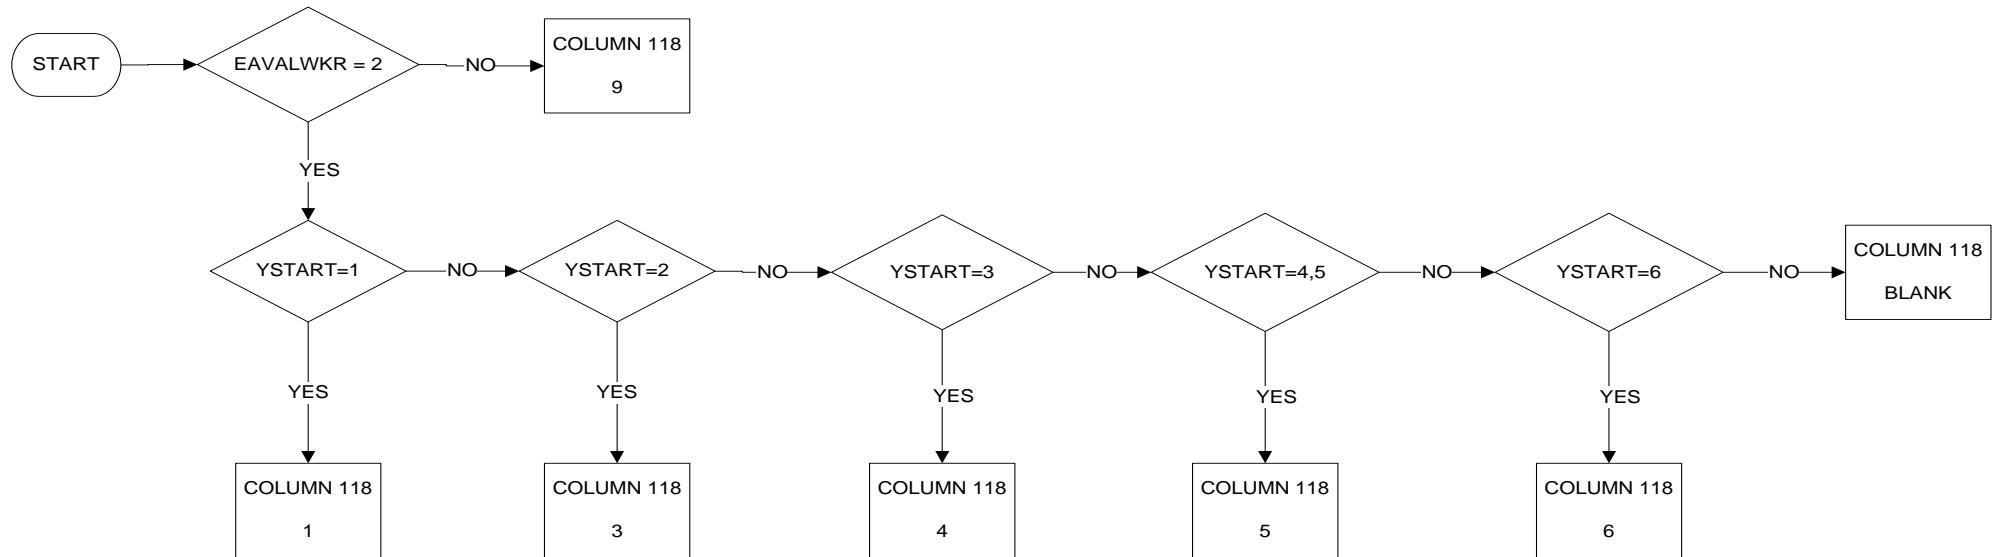 START
EAVALWKR = 2
NO
COLUMN 118
9
YES
YSTART=1
NO
YSTART=2
NO
YSTART=3
NO
YSTART=4,5
NO
YSTART=6
NO
COLUMN 118
BLANK
YES
YES
YES
YES
YES
COLUMN 118
1
COLUMN 118
3
COLUMN 118
4
COLUMN 118
5
COLUMN 118
6